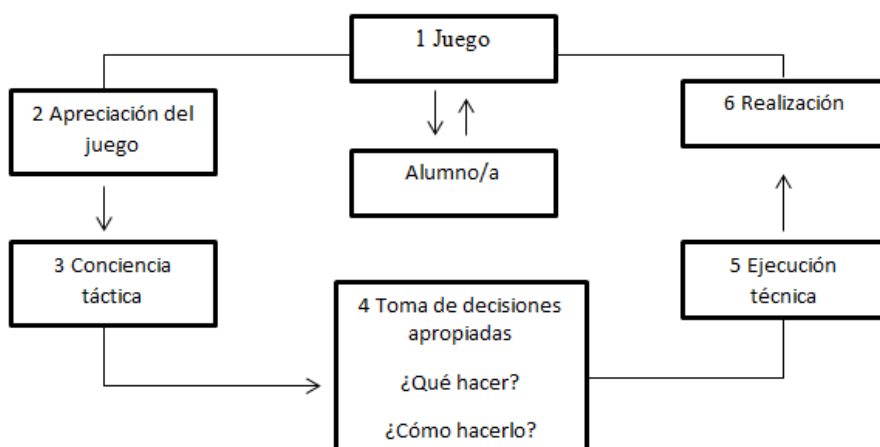 1 Juego
2 Apreciación del
juego
6 Realización
Alumno/a
3 Conciencia
táctica
5 Ejecución
técnica
4 Toma de decisiones
apropiadas
¿Qué hacer?
¿Cómo hacerlo?